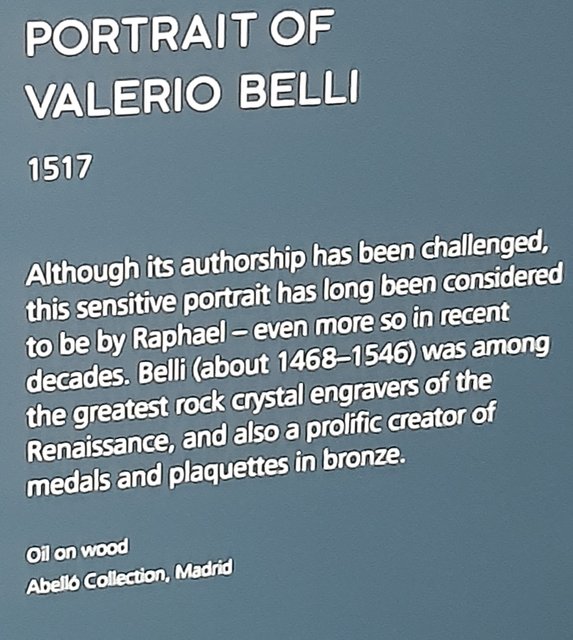 PORTRAIT OF
VALERIO BELLI
1517
Although its authorship has been challenged,
this sensitive portrait has long been considered
to be by Raphael – even more so in recent
decades. Belli (about 1468–1546) was among
the greatest rock crystal engravers of the
Renaissance, and also a prolific creator of
medals and plaquettes in bronze.
Oil on wood
Abelló Collection, Madrid